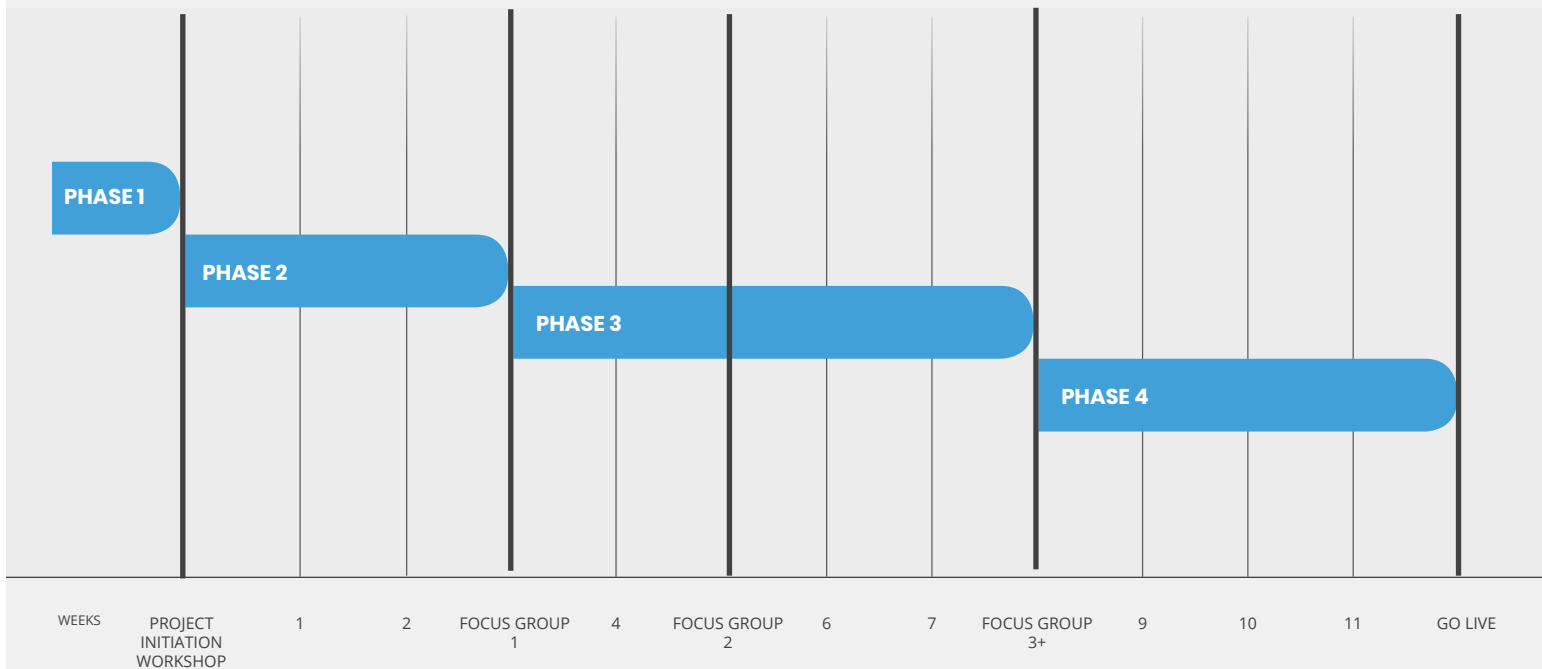 PHASE 1
PHASE 2
PHASE 3
PHASE 4
WEEKS
PROJECT
INITIATION
WORKSHOP
1
2
FOCUS GROUP
1
4
FOCUS GROUP
2
6
7
FOCUS GROUP
3+
9
10
11
GO LIVE